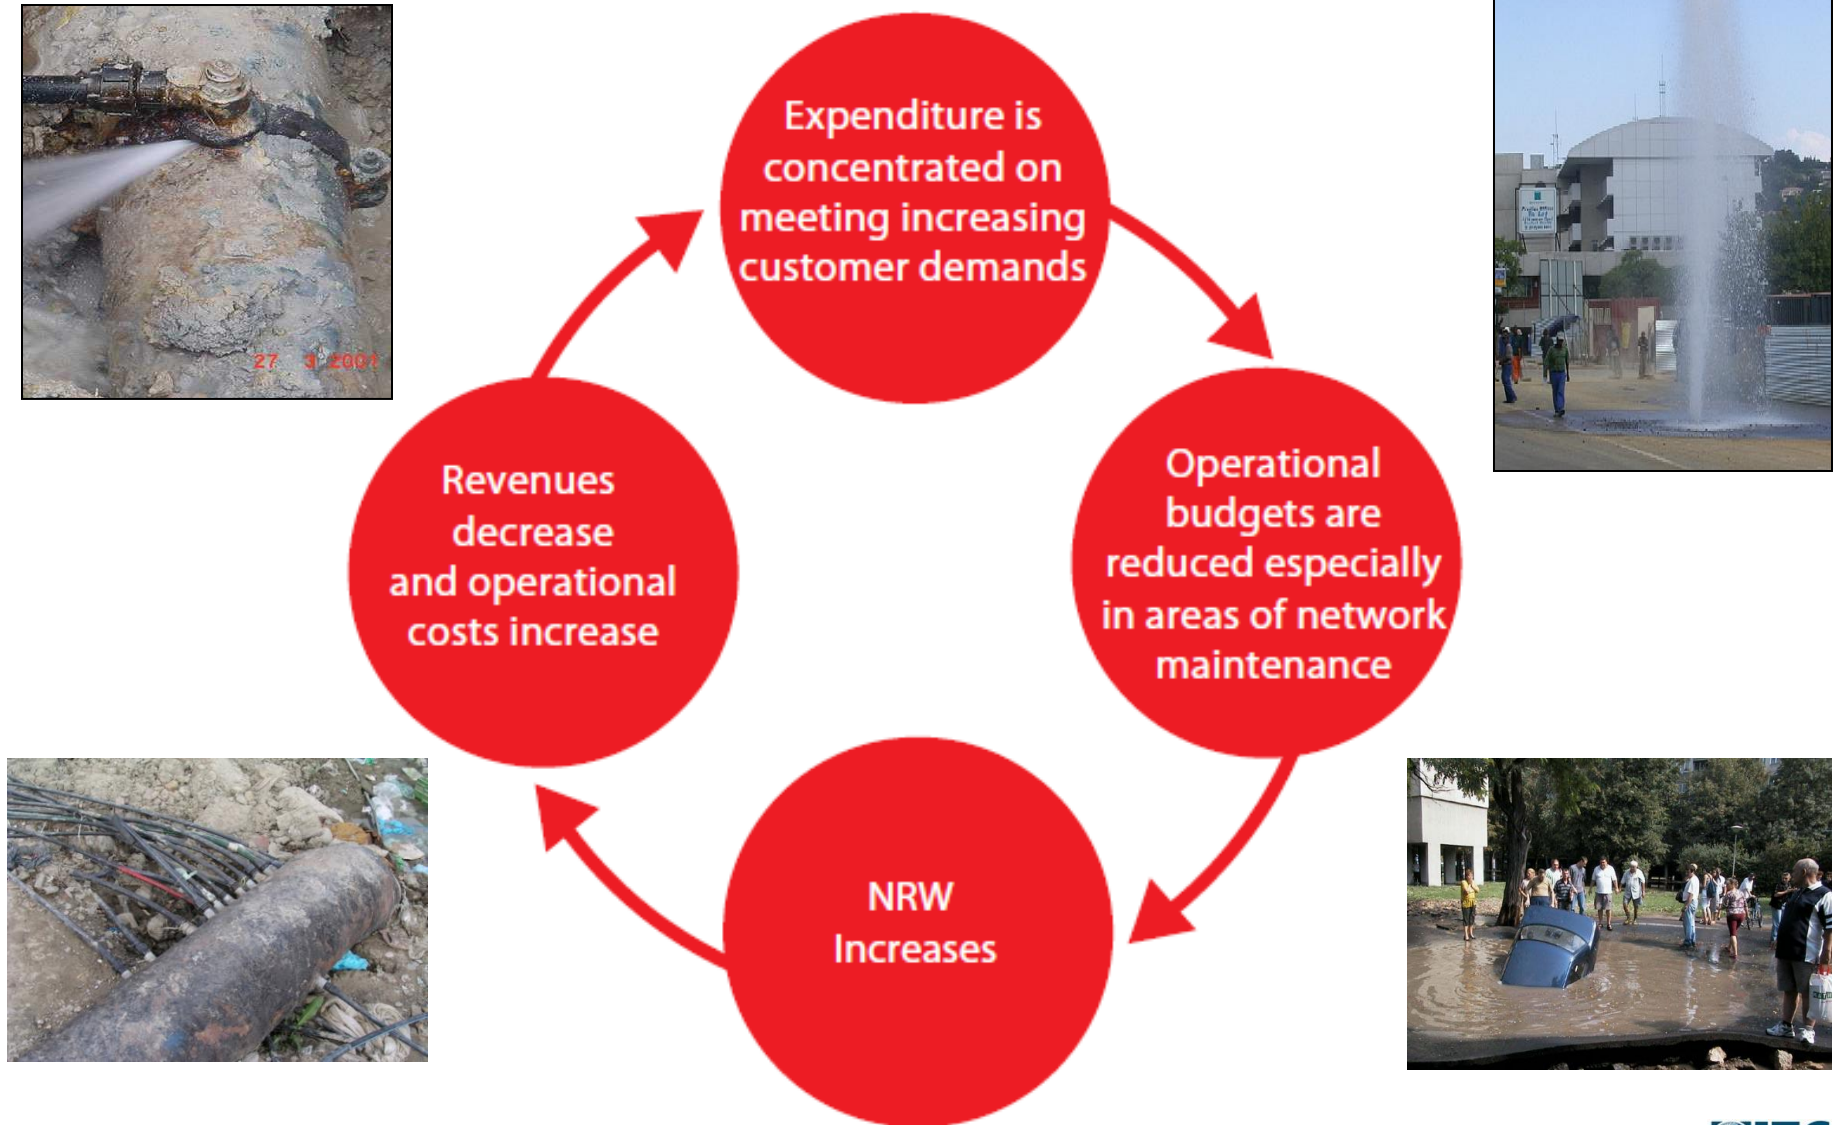 Expenditure is
concentrated on
meeting increasing
customer demands
Operational
budgets are
reduced especially
in areas of network
maintenance
NRW
Increases
Revenues
decrease
and operational
costs increase
27 3 2001